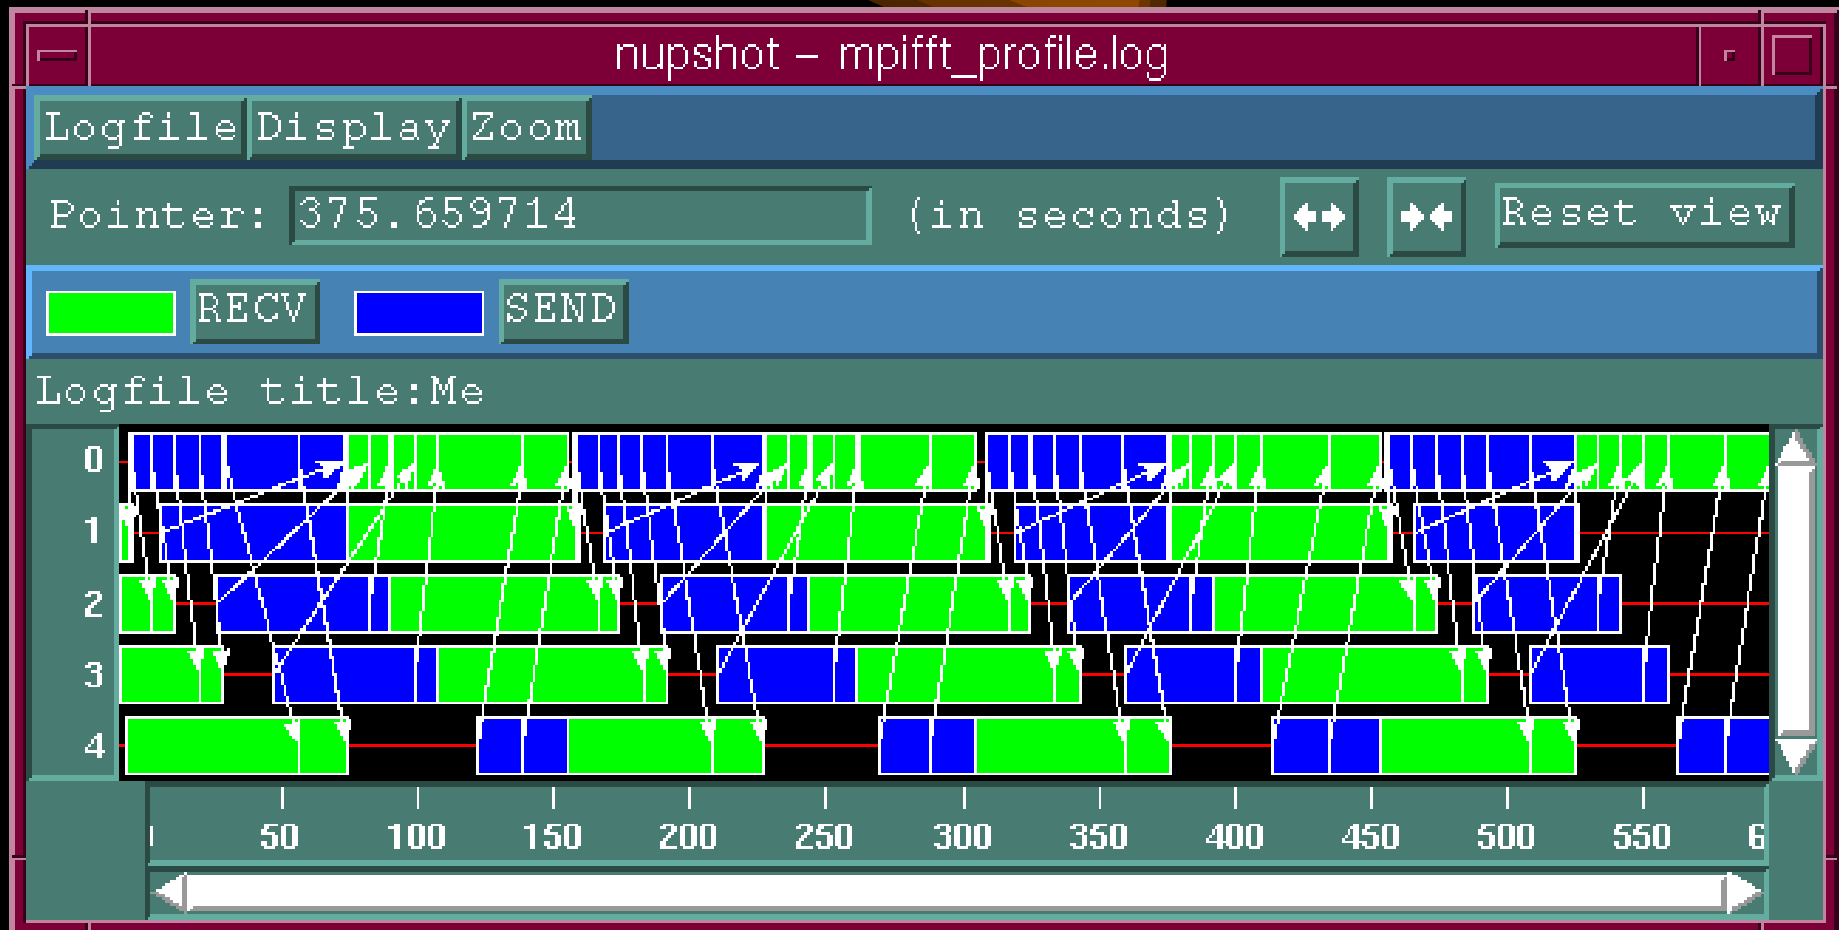 nupshot – mpifft_profile.log
Logfile Display Zoom
Pointer: 375.659714 (in seconds) Reset view
RECV SEND
Logfile title:Me
0
1
2
3
4
50 100 150 200 250 300 350 400 450 500 550 6